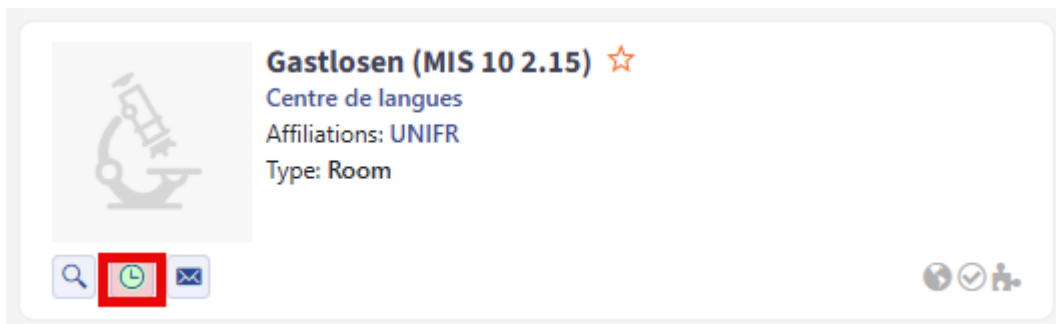 Gastlosen (MIS 10 2.15)
Centre de langues
Affiliations: UNIFR
Type: Room